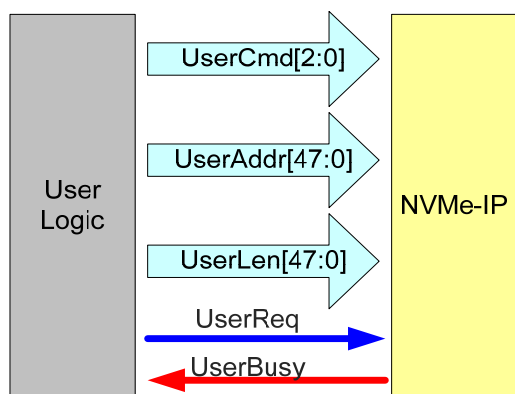 UserCmd[2:0]
UserAddr[47:0]
User
Logic
NVMe-IP
UserLen[47:0]
UserReq
UserBusy